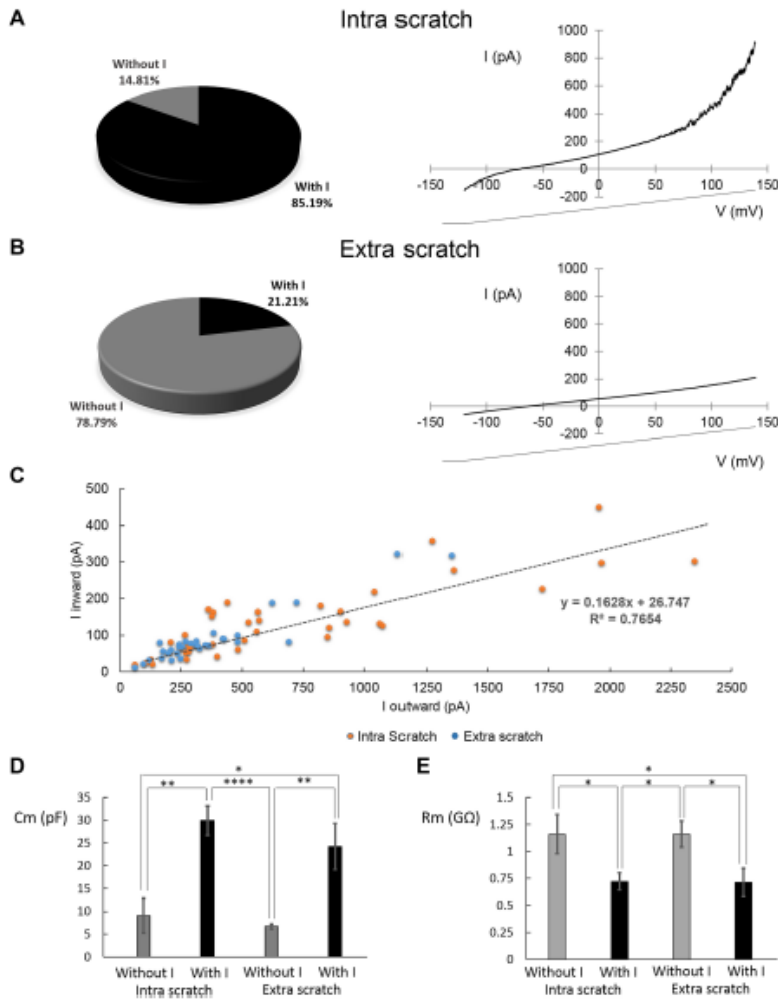 A
Intra scratch
Without I
14.81%
With I
85.19%
I (pA)
1000
800
600
400
200
0
-200
-150
-100
-50
0
50
100
150
V (mV)
B
Extra scratch
With I
21.21%
Without I
78.79%
I (pA)
1000
800
600
400
200
0
-200
-150
-100
-50
0
50
100
150
V (mV)
C
I inward (pA)
500
400
300
200
100
0
0 250 500 750 1000 1250 1500 1750 2000 2250 2500
y = 0.1628x + 26.747
R² = 0.7654
I outward (pA)
Intra Scratch Extra scratch
D
Cm (pF)
35
30
25
20
15
10
5
0
*
** **** **
Without I With I Without I With I
Intra scratch Extra scratch
E
Rm (GΩ)
1.5
1.25
1
0.75
0.5
0.25
0
*
* * *
Without I With I Without I With I
Intra scratch Extra scratch